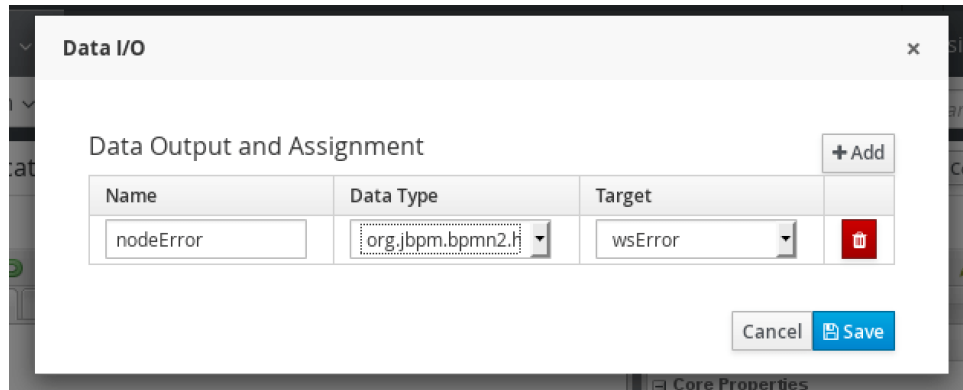 Data I/O
×
Data Output and Assignment
+ Add
Name Data Type Target
nodeError org.jbpm.bpmn2.h wsError
Cancel Save
Core Properties